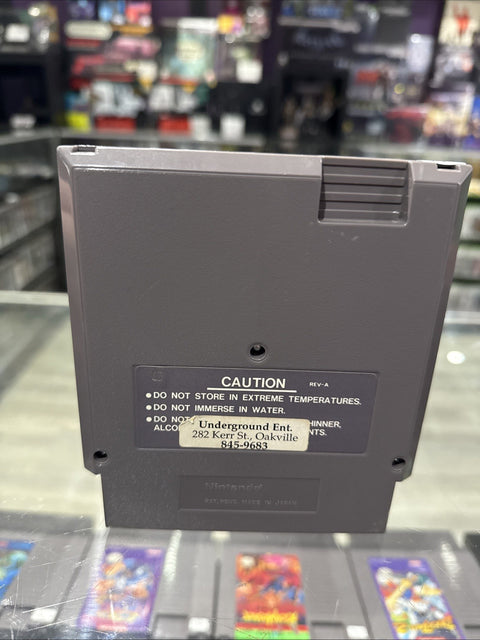 CAUTION REV-A
● DO NOT STORE IN EXTREME TEMPERATURES.
● DO NOT IMMERSE IN WATER.
● DO NOT HINNER,
ALCO NTS.
Underground Ent.
282 Kerr St., Oakville
845-9683
Nintendo
MADE IN JAPAN